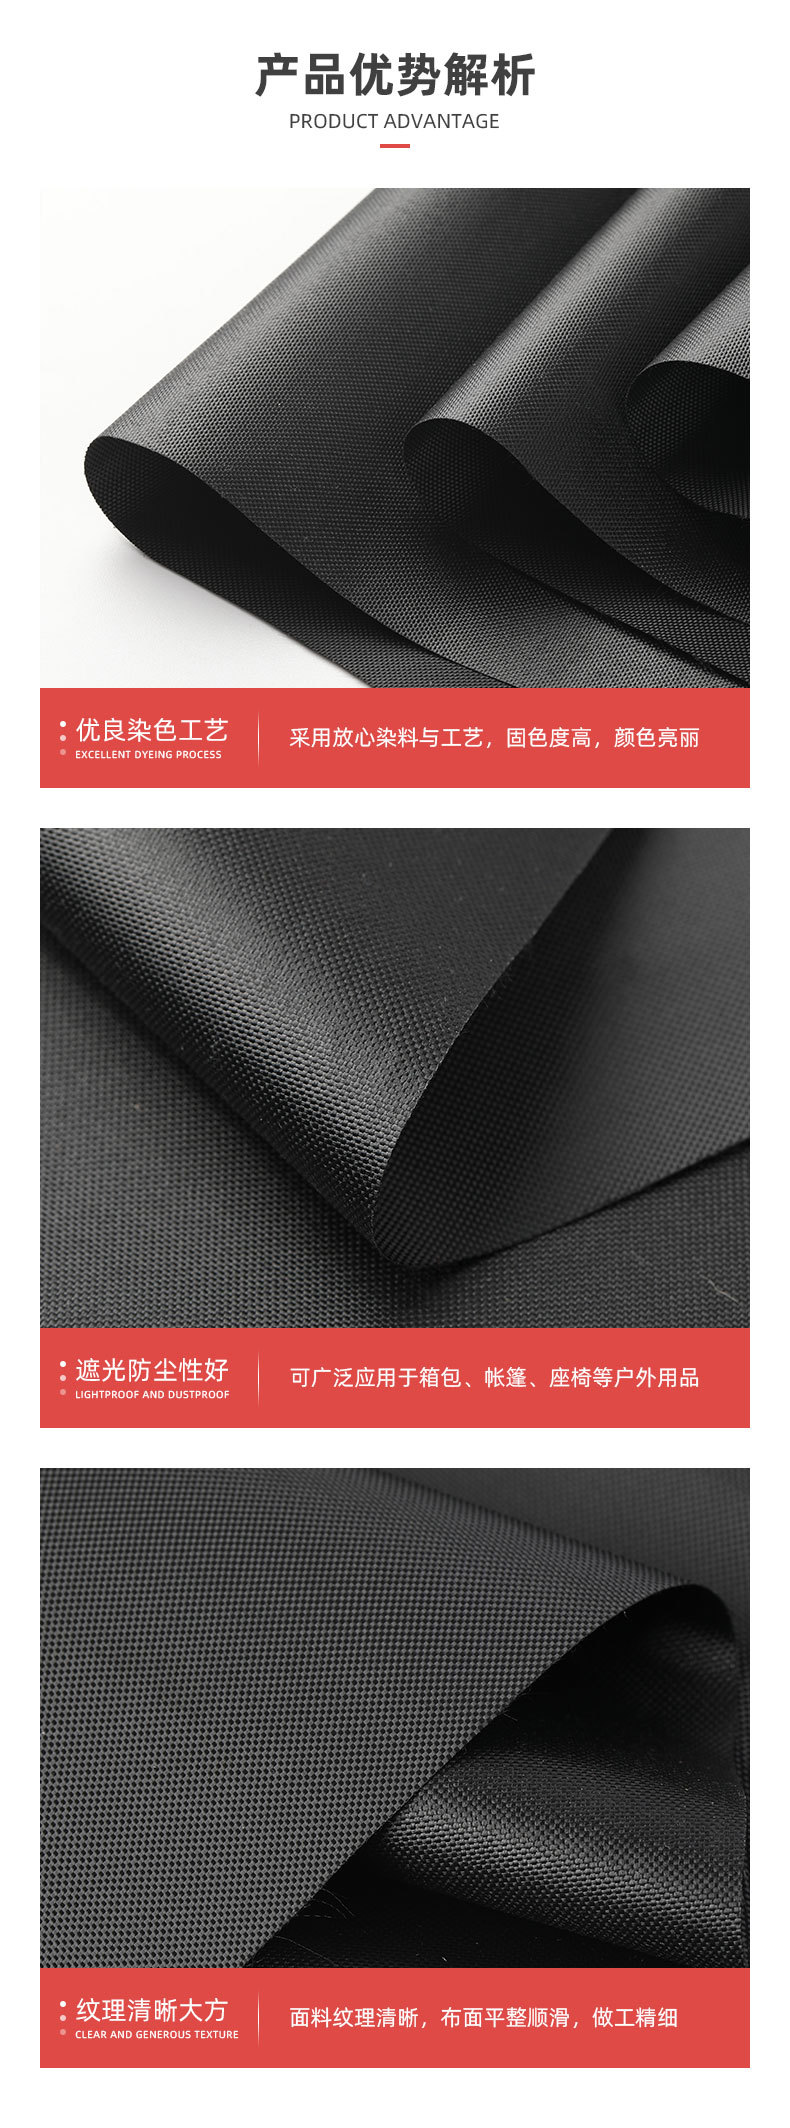 产品优势解析
PRODUCT ADVANTAGE
优良染色工艺
EXCELLENT DYEING PROCESS
采用放心染料与工艺，固色度高，颜色亮丽
遮光防尘性好
LIGHTPROOF AND DUSTPROOF
可广泛应用于箱包、帐篷、座椅等户外用品
纹理清晰大方
CLEAR AND GENEROUS TEXTURE
面料纹理清晰，布面平整顺滑，做工精细